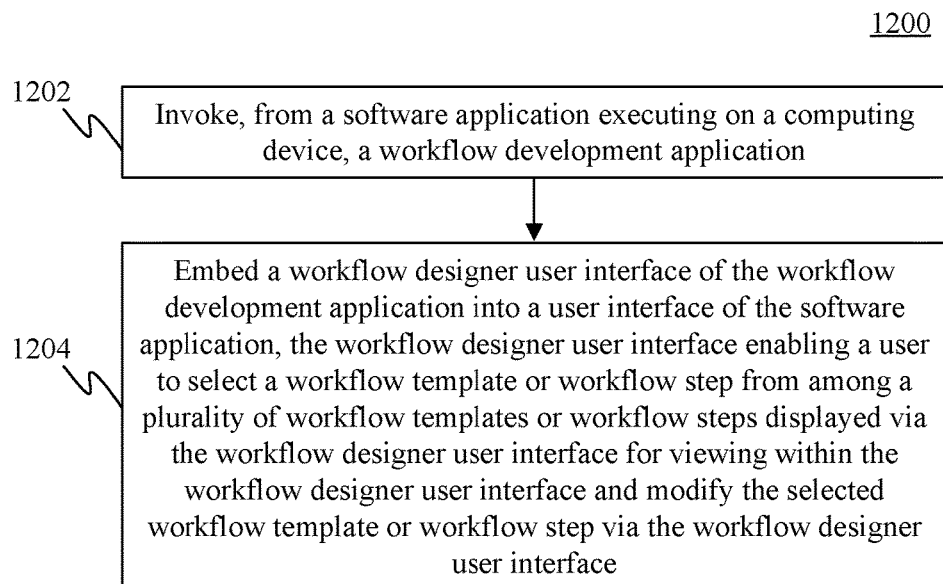 1200
1202
Invoke, from a software application executing on a computing
device, a workflow development application
1204
Embed a workflow designer user interface of the workflow
development application into a user interface of the software
application, the workflow designer user interface enabling a user
to select a workflow template or workflow step from among a
plurality of workflow templates or workflow steps displayed via
the workflow designer user interface for viewing within the
workflow designer user interface and modify the selected
workflow template or workflow step via the workflow designer
user interface